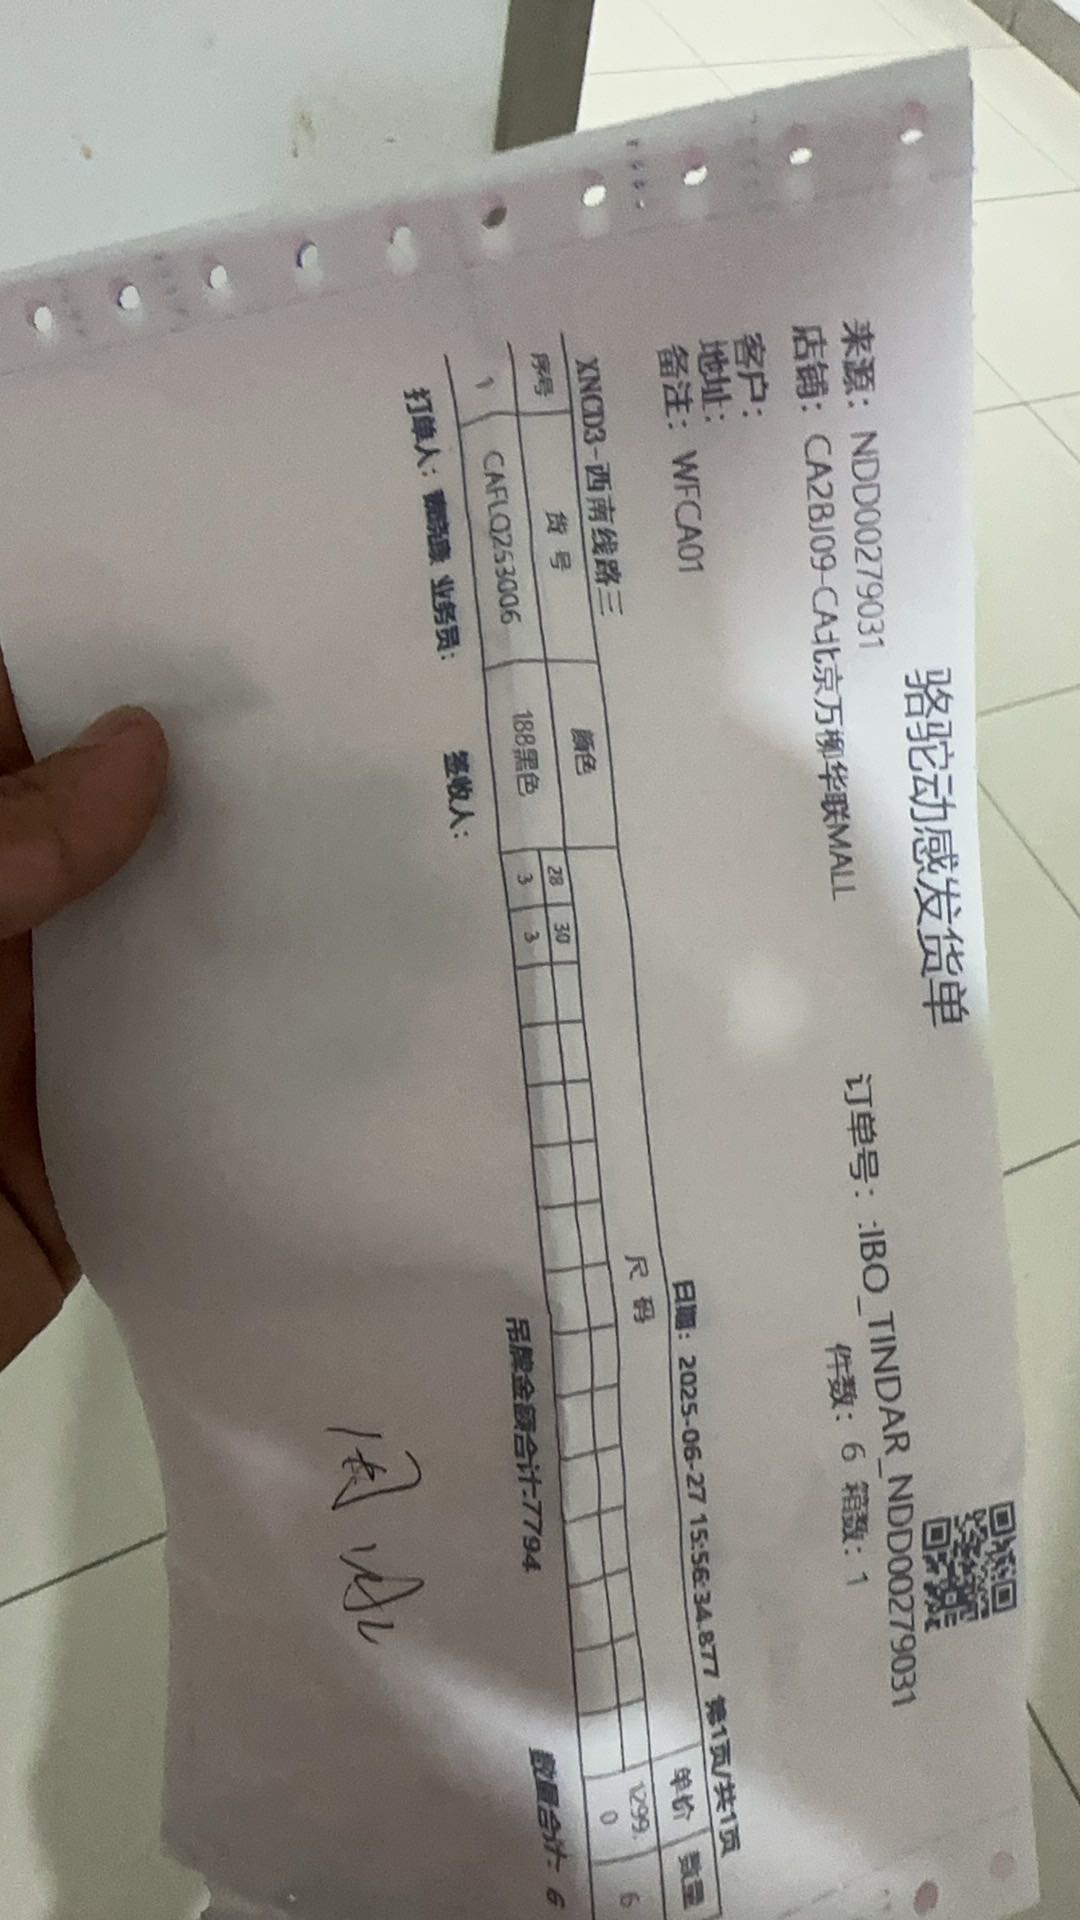 骆驼动感发货单
来源：NDD00279031 订单号：:IBO_TINDAR_NDD00279031
店铺：CA2BJ09-CA北京万柳华联MALL 件数：6 箱数：1
客户：
地址：
备注：WFCA01
日期：2025-06-27 15:56:34.877 第1页/共1页
XNCD3-西南线路三
序号 货号 颜色 尺码 单价 数量
28 30
1 CAFLQ253006 188黑色 3 3 1299.0 6
吊牌金额合计:7794 数量合计：6
打单人： 业务员： 签收人：